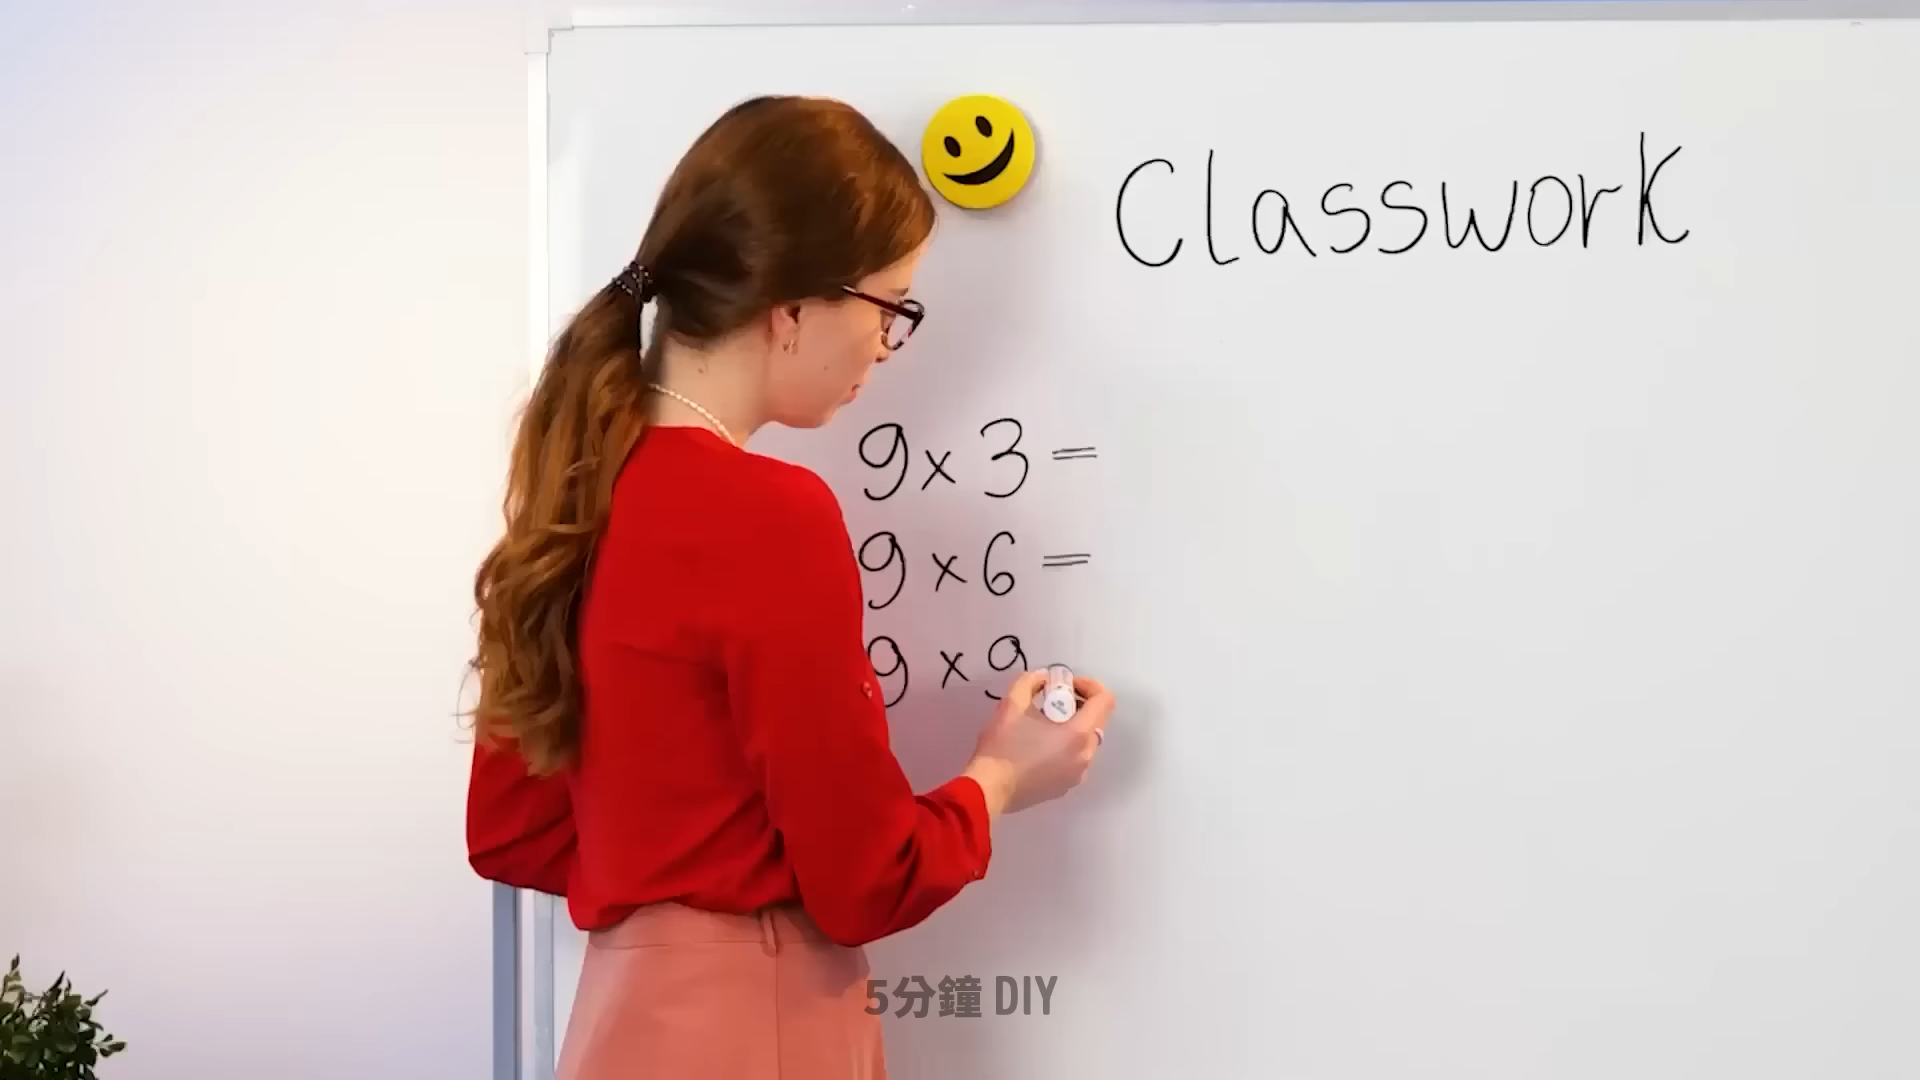 Classwork
9 x 3 =
9 x 6 =
9 x 9
5分鐘 DIY